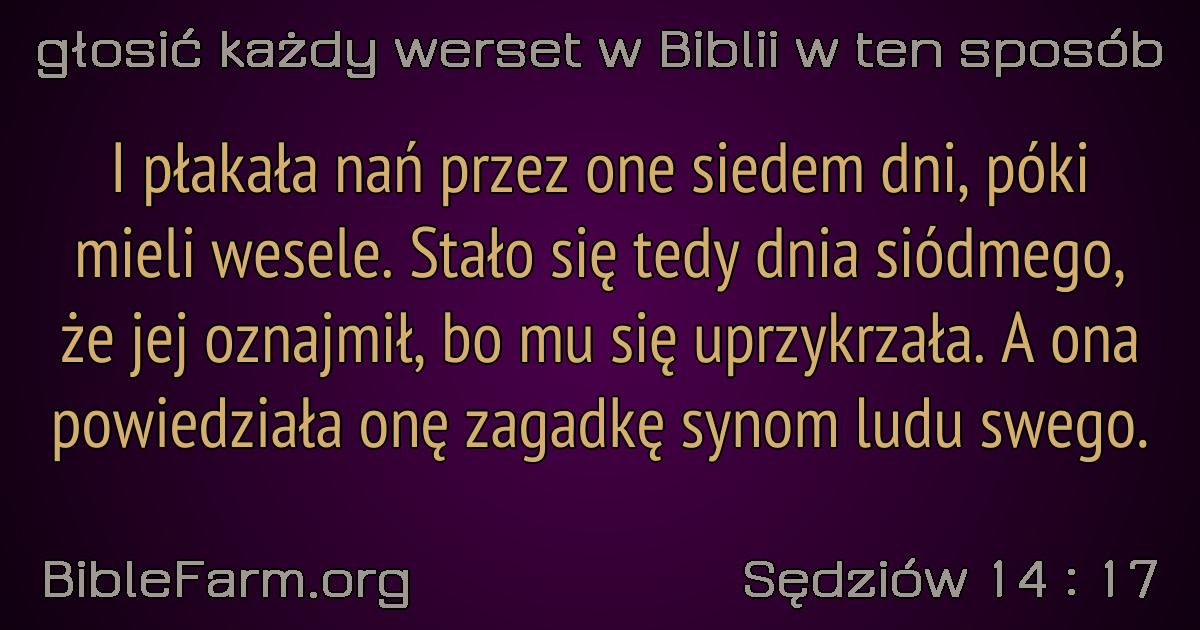 głosić każdy werset w Biblii w ten sposób
I płakała nań przez one siedem dni, póki
mieli wesele. Stało się tedy dnia siódmego,
że jej oznajmił, bo mu się uprzykrzała. A ona
powiedziała onę zagadkę synom ludu swego.
BibleFarm.org
Sędziów 14 : 17